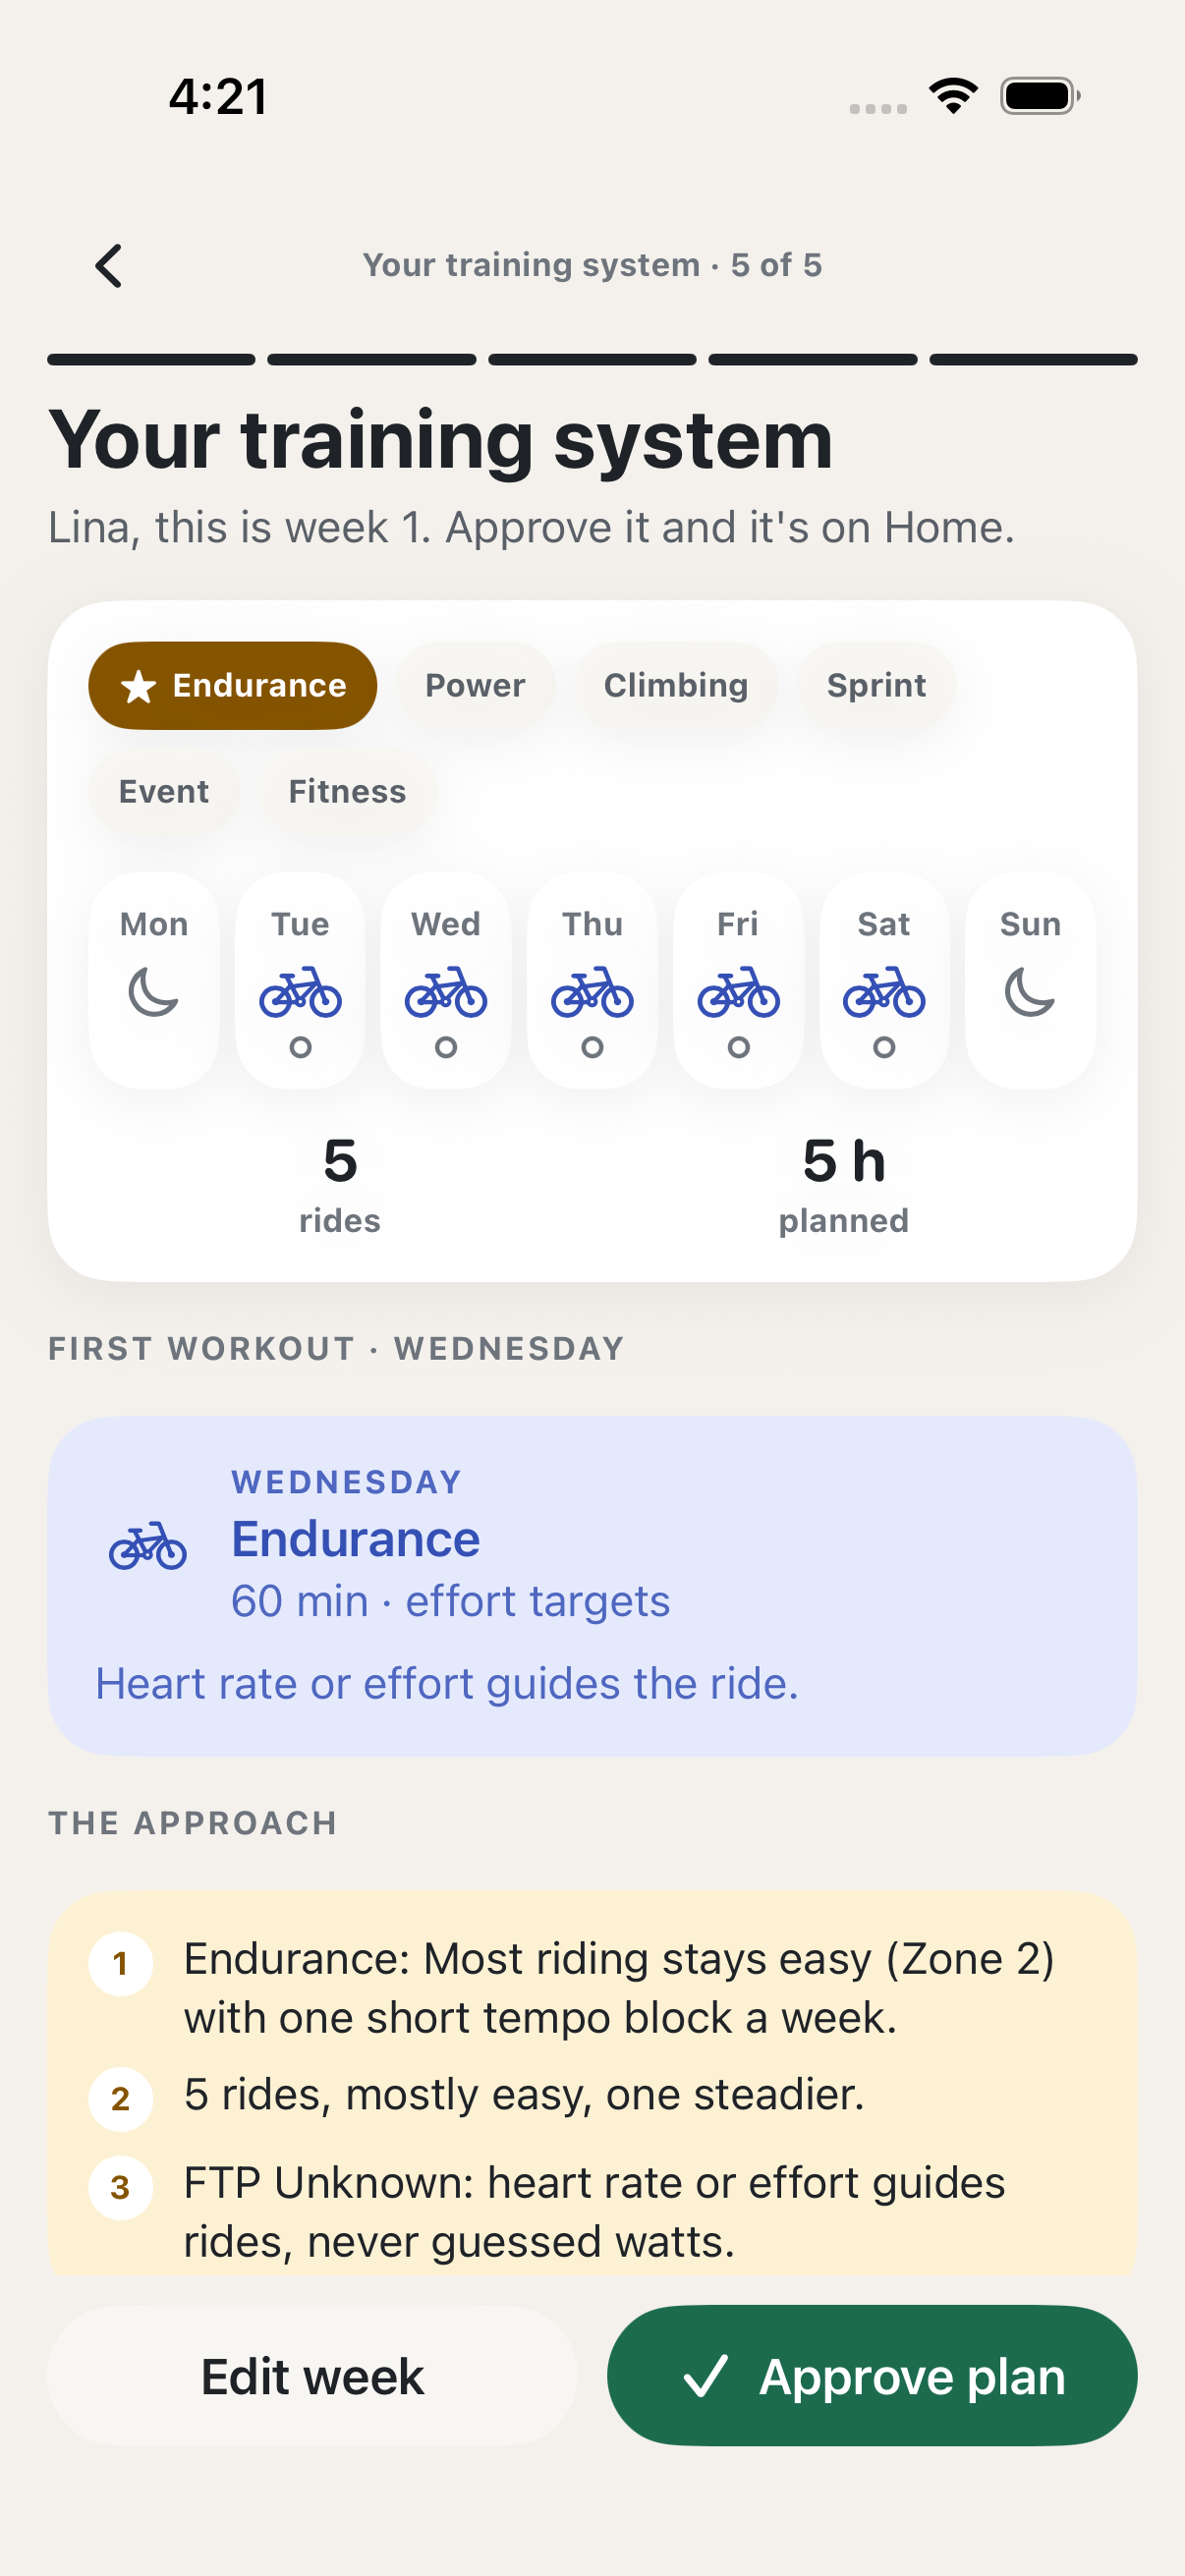 4:21
Your training system · 5 of 5
Your training system
Lina, this is week 1. Approve it and it's on Home.
Endurance Power Climbing Sprint
Event Fitness
Mon Tue Wed Thu Fri Sat Sun
5 5 h
rides planned
FIRST WORKOUT · WEDNESDAY
WEDNESDAY
Endurance
60 min · effort targets
Heart rate or effort guides the ride.
THE APPROACH
1 Endurance: Most riding stays easy (Zone 2)
with one short tempo block a week.
2 5 rides, mostly easy, one steadier.
3 FTP Unknown: heart rate or effort guides
rides, never guessed watts.
Edit week Approve plan